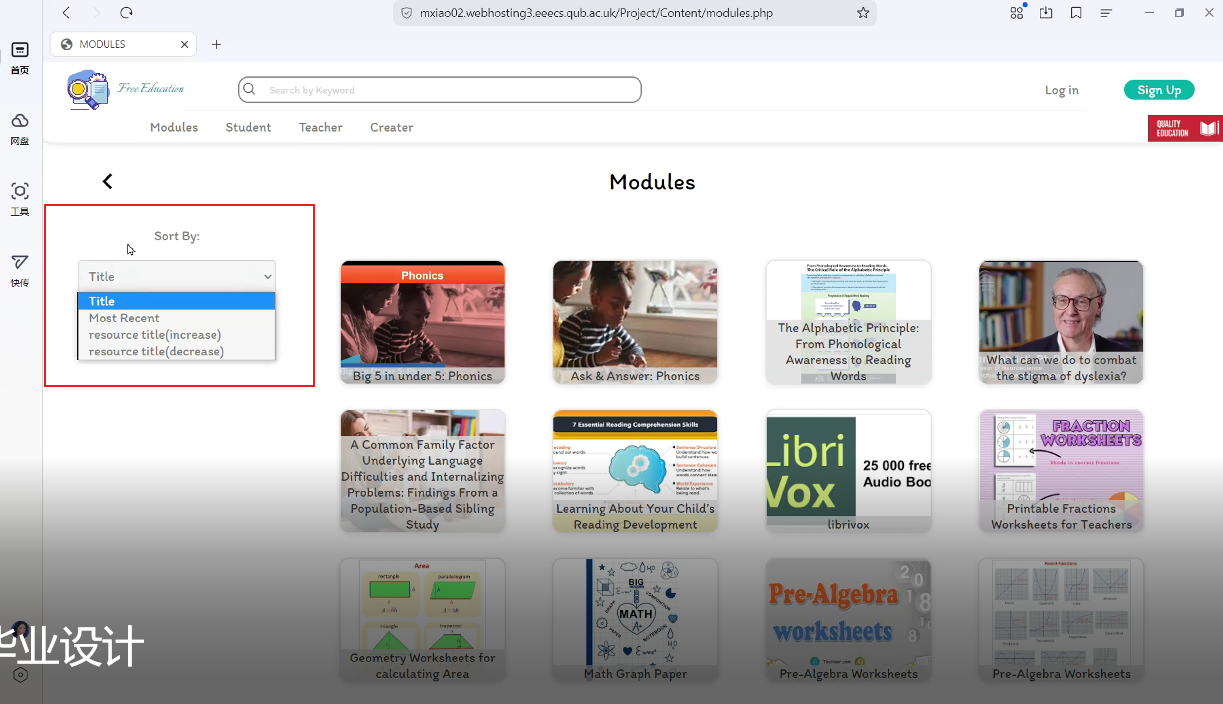 mxiao02.webhosting3.eeecs.qub.ac.uk/Project/Content/modules.php
MODULES
首页
网盘
工具
快传
Free Education
Search by Keyword
Log in
Sign Up
Modules
Student
Teacher
Creater
QUALITY
EDUCATION
Modules
Sort By:
Title
Title
Most Recent
resource title(increase)
resource title(decrease)
Phonics
Big 5 in under 5: Phonics
Ask & Answer: Phonics
The Alphabetic Principle:
From Phonological
Awareness to Reading
Words
What can we do to combat
the stigma of dyslexia?
A Common Family Factor
Underlying Language
Difficulties and Internalizing
Problems: Findings From a
Population-Based Sibling
Study
7 Essential Reading Comprehension Skills
Learning About Your Child's
Reading Development
Libri
Vox
25 000 free
Audio Boo
librivox
FRACTION
WORKSHEETS
Printable Fractions
Worksheets for Teachers
Area
rectangle
parallelogram
triangle
Geometry Worksheets for
calculating Area
BIG
MATH
Math Graph Paper
Pre-Algebra
worksheets
Pre-Algebra Worksheets
Pre-Algebra Worksheets
毕业设计